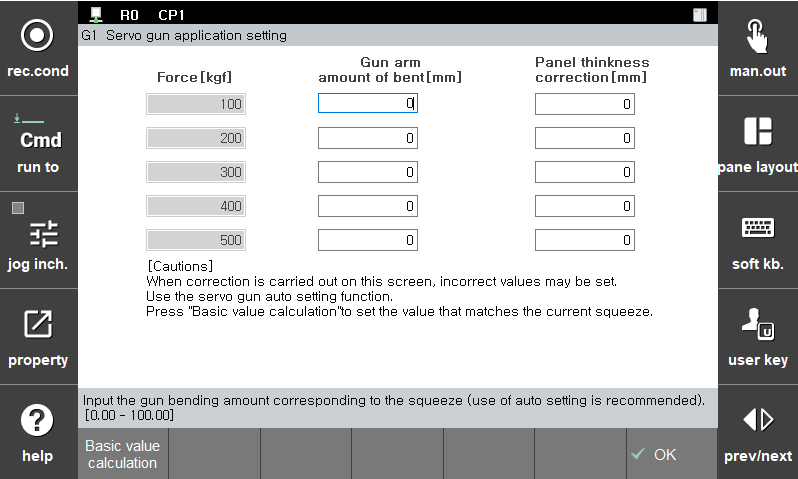 R0 CP1
G1 Servo gun application setting
rec.cond
Cmd
run to
jog inch.
property
help
Force[kgf]
Gun arm
amount of bent[mm]
Panel thinkness
correction[mm]
100 0 0
200 0 0
300 0 0
400 0 0
500 0 0
[Cautions]
When correction is carried out on this screen, incorrect values may be set.
Use the servo gun auto setting function.
Press "Basic value calculation"to set the value that matches the current squeeze.
Input the gun bending amount corresponding to the squeeze (use of auto setting is recommended).
[0.00 - 100.00]
Basic value
calculation
OK
man.out
pane layout
soft kb.
U
user key
prev/next